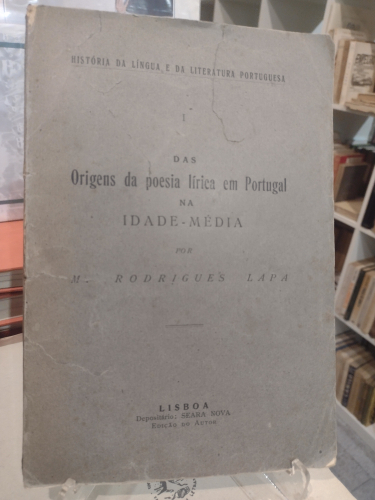 HISTÓRIA DA LÍNGUA E DA LITERATURA PORTUGUESA
I
DAS
Origens da poesia lírica em Portugal
NA
IDADE-MÉDIA
POR
M. RODRIGUES LAPA
LISBOA
Depositário: SEARA NOVA
EDIÇÃO DO AUTOR